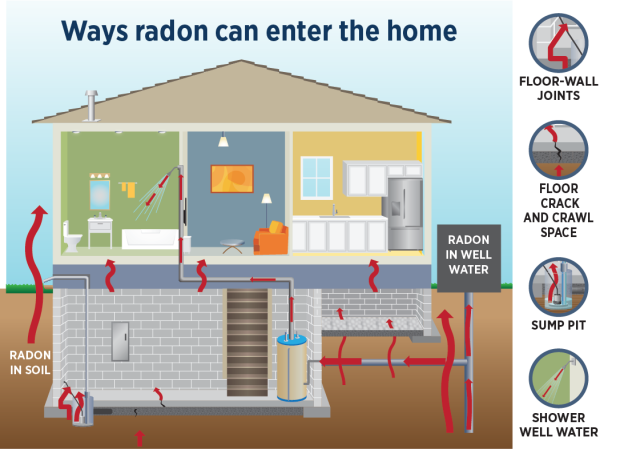 Ways radon can enter the home
FLOOR-WALL
JOINTS
FLOOR
CRACK
AND CRAWL
SPACE
RADON
IN WELL
WATER
SUMP PIT
RADON
IN SOIL
SHOWER
WELL WATER